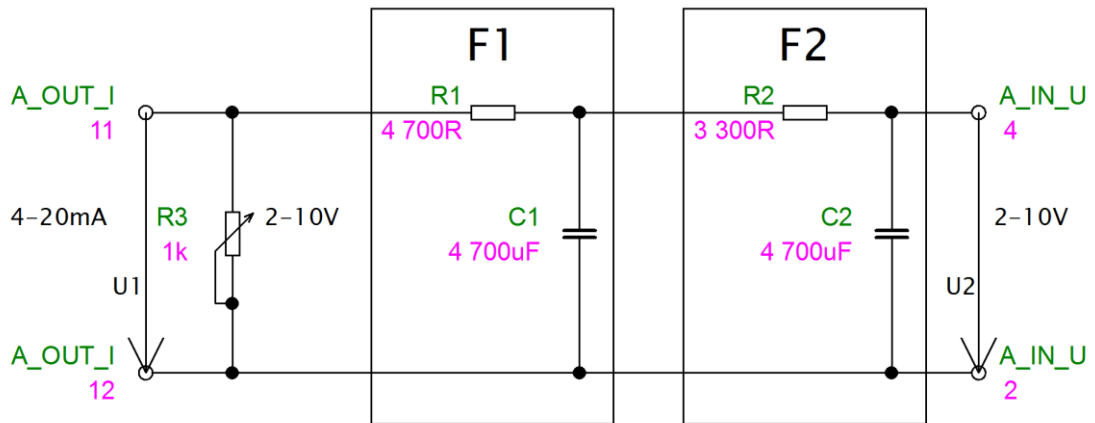 F1
F2
A_OUT_I
11
R1
4 700R
R2
3 300R
A_IN_U
4
4-20mA
R3
1k
2-10V
C1
4 700uF
C2
4 700uF
2-10V
U1
U2
A_OUT_I
12
A_IN_U
2